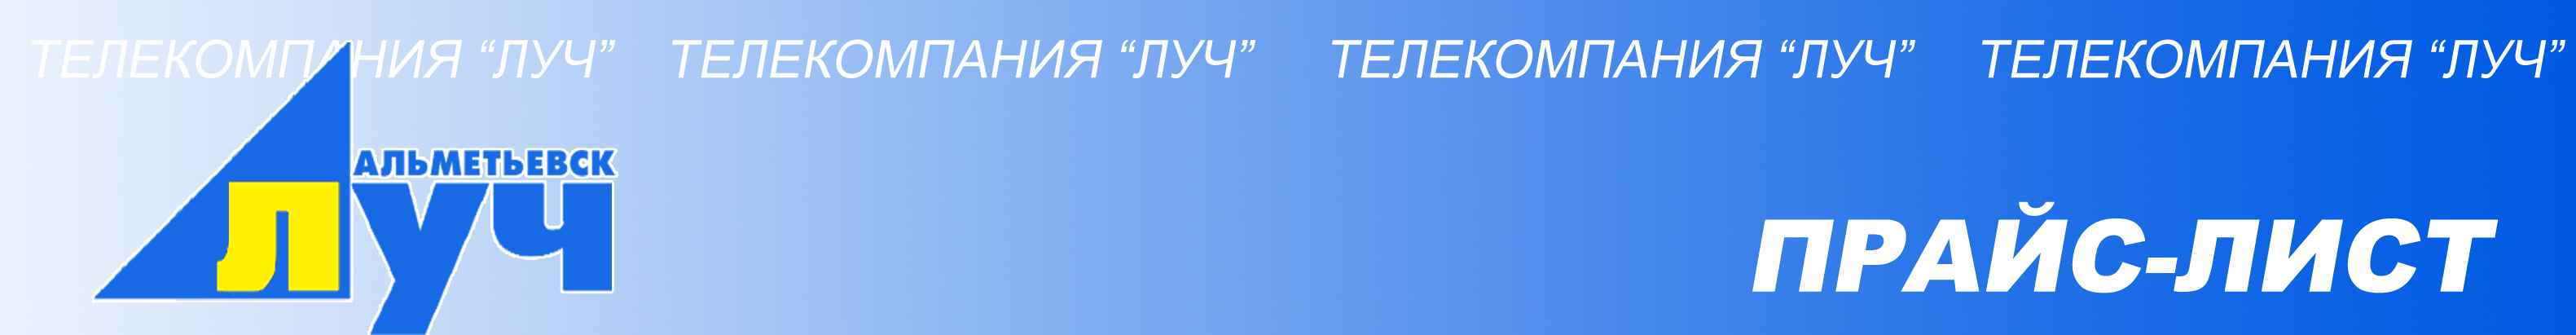 ТЕЛЕКОМПАНИЯ “ЛУЧ” ТЕЛЕКОМПАНИЯ “ЛУЧ” ТЕЛЕКОМПАНИЯ “ЛУЧ” ТЕЛЕКОМПАНИЯ “ЛУЧ”
АЛЬМЕТЬЕВСК
луч
ПРАЙС-ЛИСТ